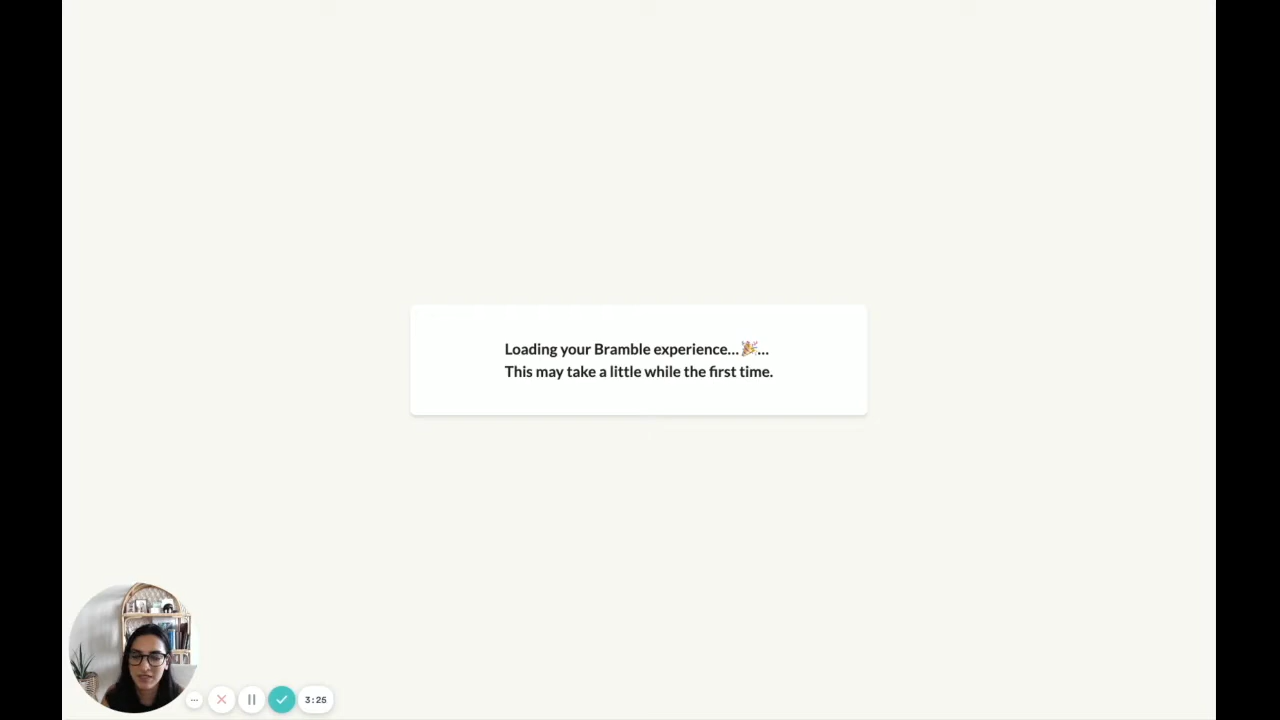 Loading your Bramble experience...🎉...
This may take a little while the first time.
3:25